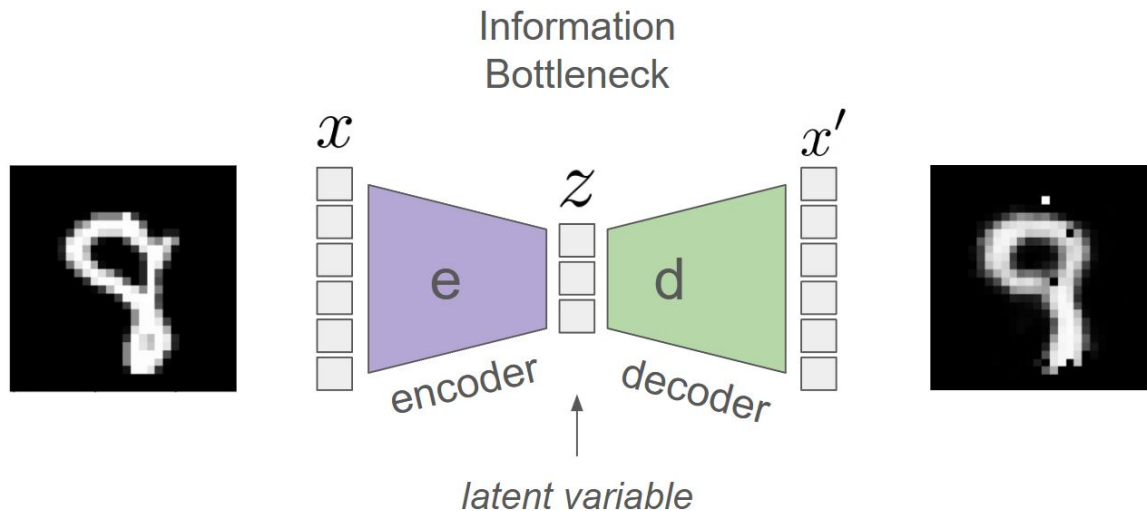 Information
Bottleneck
x
x′
z
e
d
encoder
decoder
latent variable